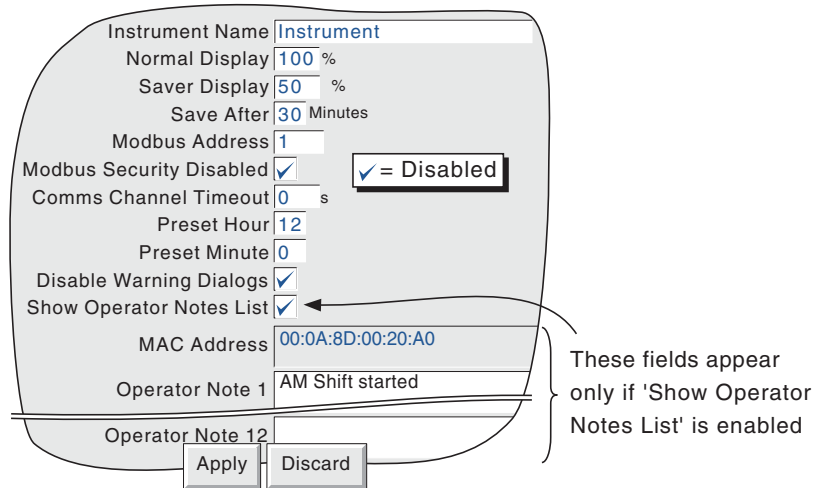 Instrument Name Instrument
Normal Display 100 %
Saver Display 50 %
Save After 30 Minutes
Modbus Address 1
Modbus Security Disabled ✓
✓ = Disabled
Comms Channel Timeout 0 s
Preset Hour 12
Preset Minute 0
Disable Warning Dialogs ✓
Show Operator Notes List ✓
MAC Address 00:0A:8D:00:20:A0
Operator Note 1 AM Shift started
Operator Note 12
Apply Discard
These fields appear
only if 'Show Operator
Notes List' is enabled